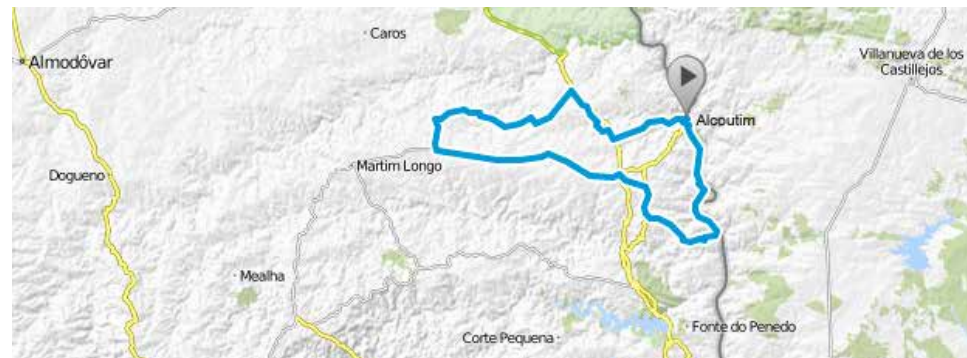 Caros
Almodôvar
Villanueva de los
Castillejos
Alcoutim
Martim Longo
Dogueno
Mealha
Fonte do Penedo
Corte Pequena